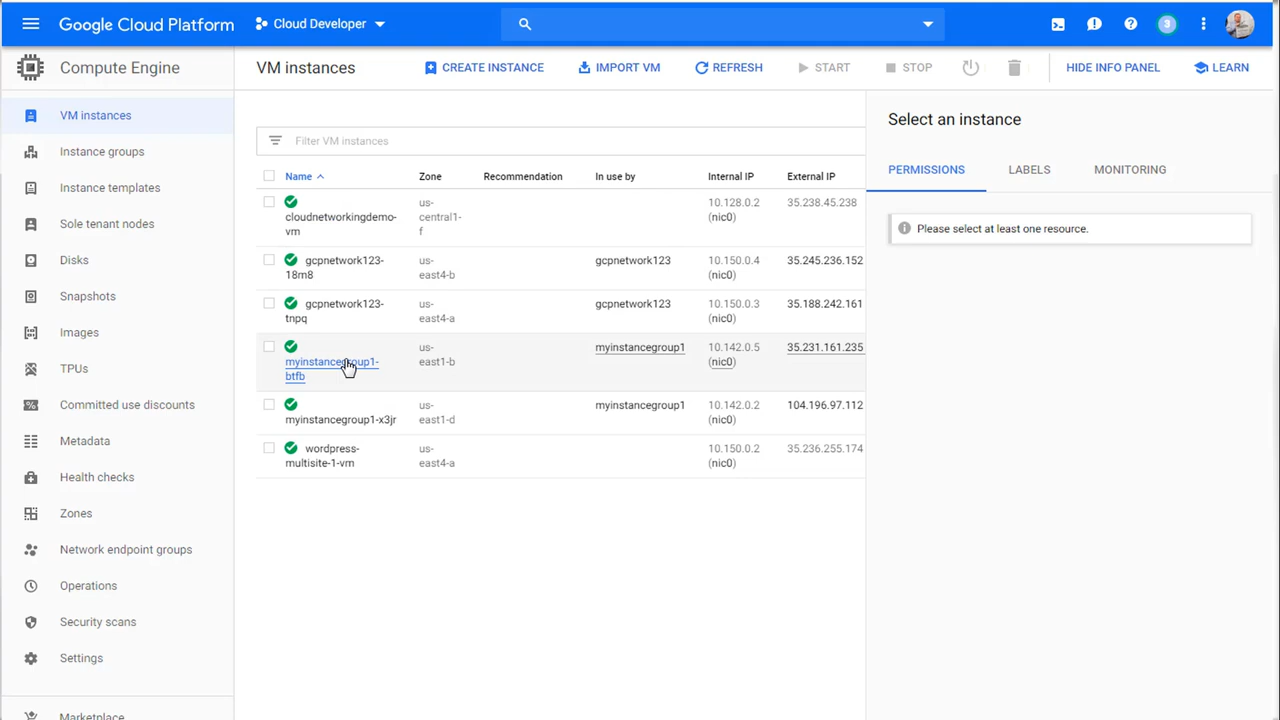 Google Cloud Platform
Cloud Developer
3
Compute Engine
VM instances
CREATE INSTANCE
IMPORT VM
REFRESH
START
STOP
HIDE INFO PANEL
LEARN
VM instances
Instance groups
Instance templates
Sole tenant nodes
Disks
Snapshots
Images
TPUs
Committed use discounts
Metadata
Health checks
Zones
Network endpoint groups
Operations
Security scans
Settings
Marketplace
Filter VM instances
Name Zone Recommendation In use by Internal IP External IP
cloudnetworkingdemo-
vm
us-
central1-
f
10.128.0.2
(nic0)
35.238.45.238
gcpnetwork123-
18m8
us-
east4-b
gcpnetwork123
10.150.0.4
(nic0)
35.245.236.152
gcpnetwork123-
tnpq
us-
east4-a
gcpnetwork123
10.150.0.3
(nic0)
35.188.242.161
myinstancegroup1-
btfb
us-
east1-b
myinstancegroup1
10.142.0.5
(nic0)
35.231.161.235
myinstancegroup1-x3jr
us-
east1-d
myinstancegroup1
10.142.0.2
(nic0)
104.196.97.112
wordpress-
multisite-1-vm
us-
east4-a
10.150.0.2
(nic0)
35.236.255.174
Select an instance
PERMISSIONS
LABELS
MONITORING
Please select at least one resource.